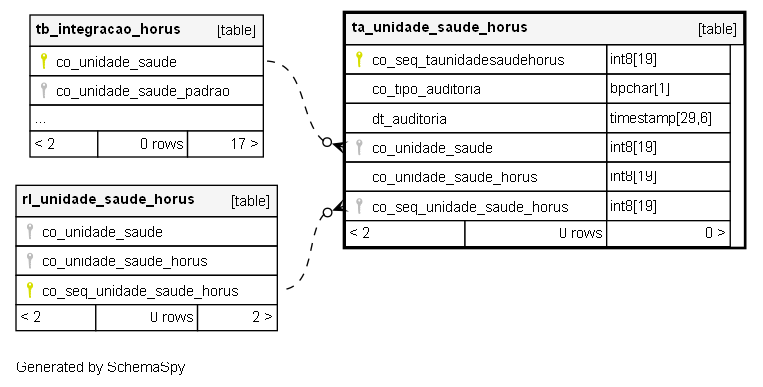 tb_integracao_horus [table]
co_unidade_saude
co_unidade_saude_padrao
...
< 2 0 rows 17 >
rl_unidade_saude_horus [table]
co_unidade_saude
co_unidade_saude_horus
co_seq_unidade_saude_horus
< 2 0 rows 2 >
ta_unidade_saude_horus [table]
co_seq_taunidadesaudehorus int8[19]
co_tipo_auditoria bpchar[1]
dt_auditoria timestamp[29,6]
co_unidade_saude int8[19]
co_unidade_saude_horus int8[19]
co_seq_unidade_saude_horus int8[19]
< 2 0 rows 0 >
Generated by SchemaSpy